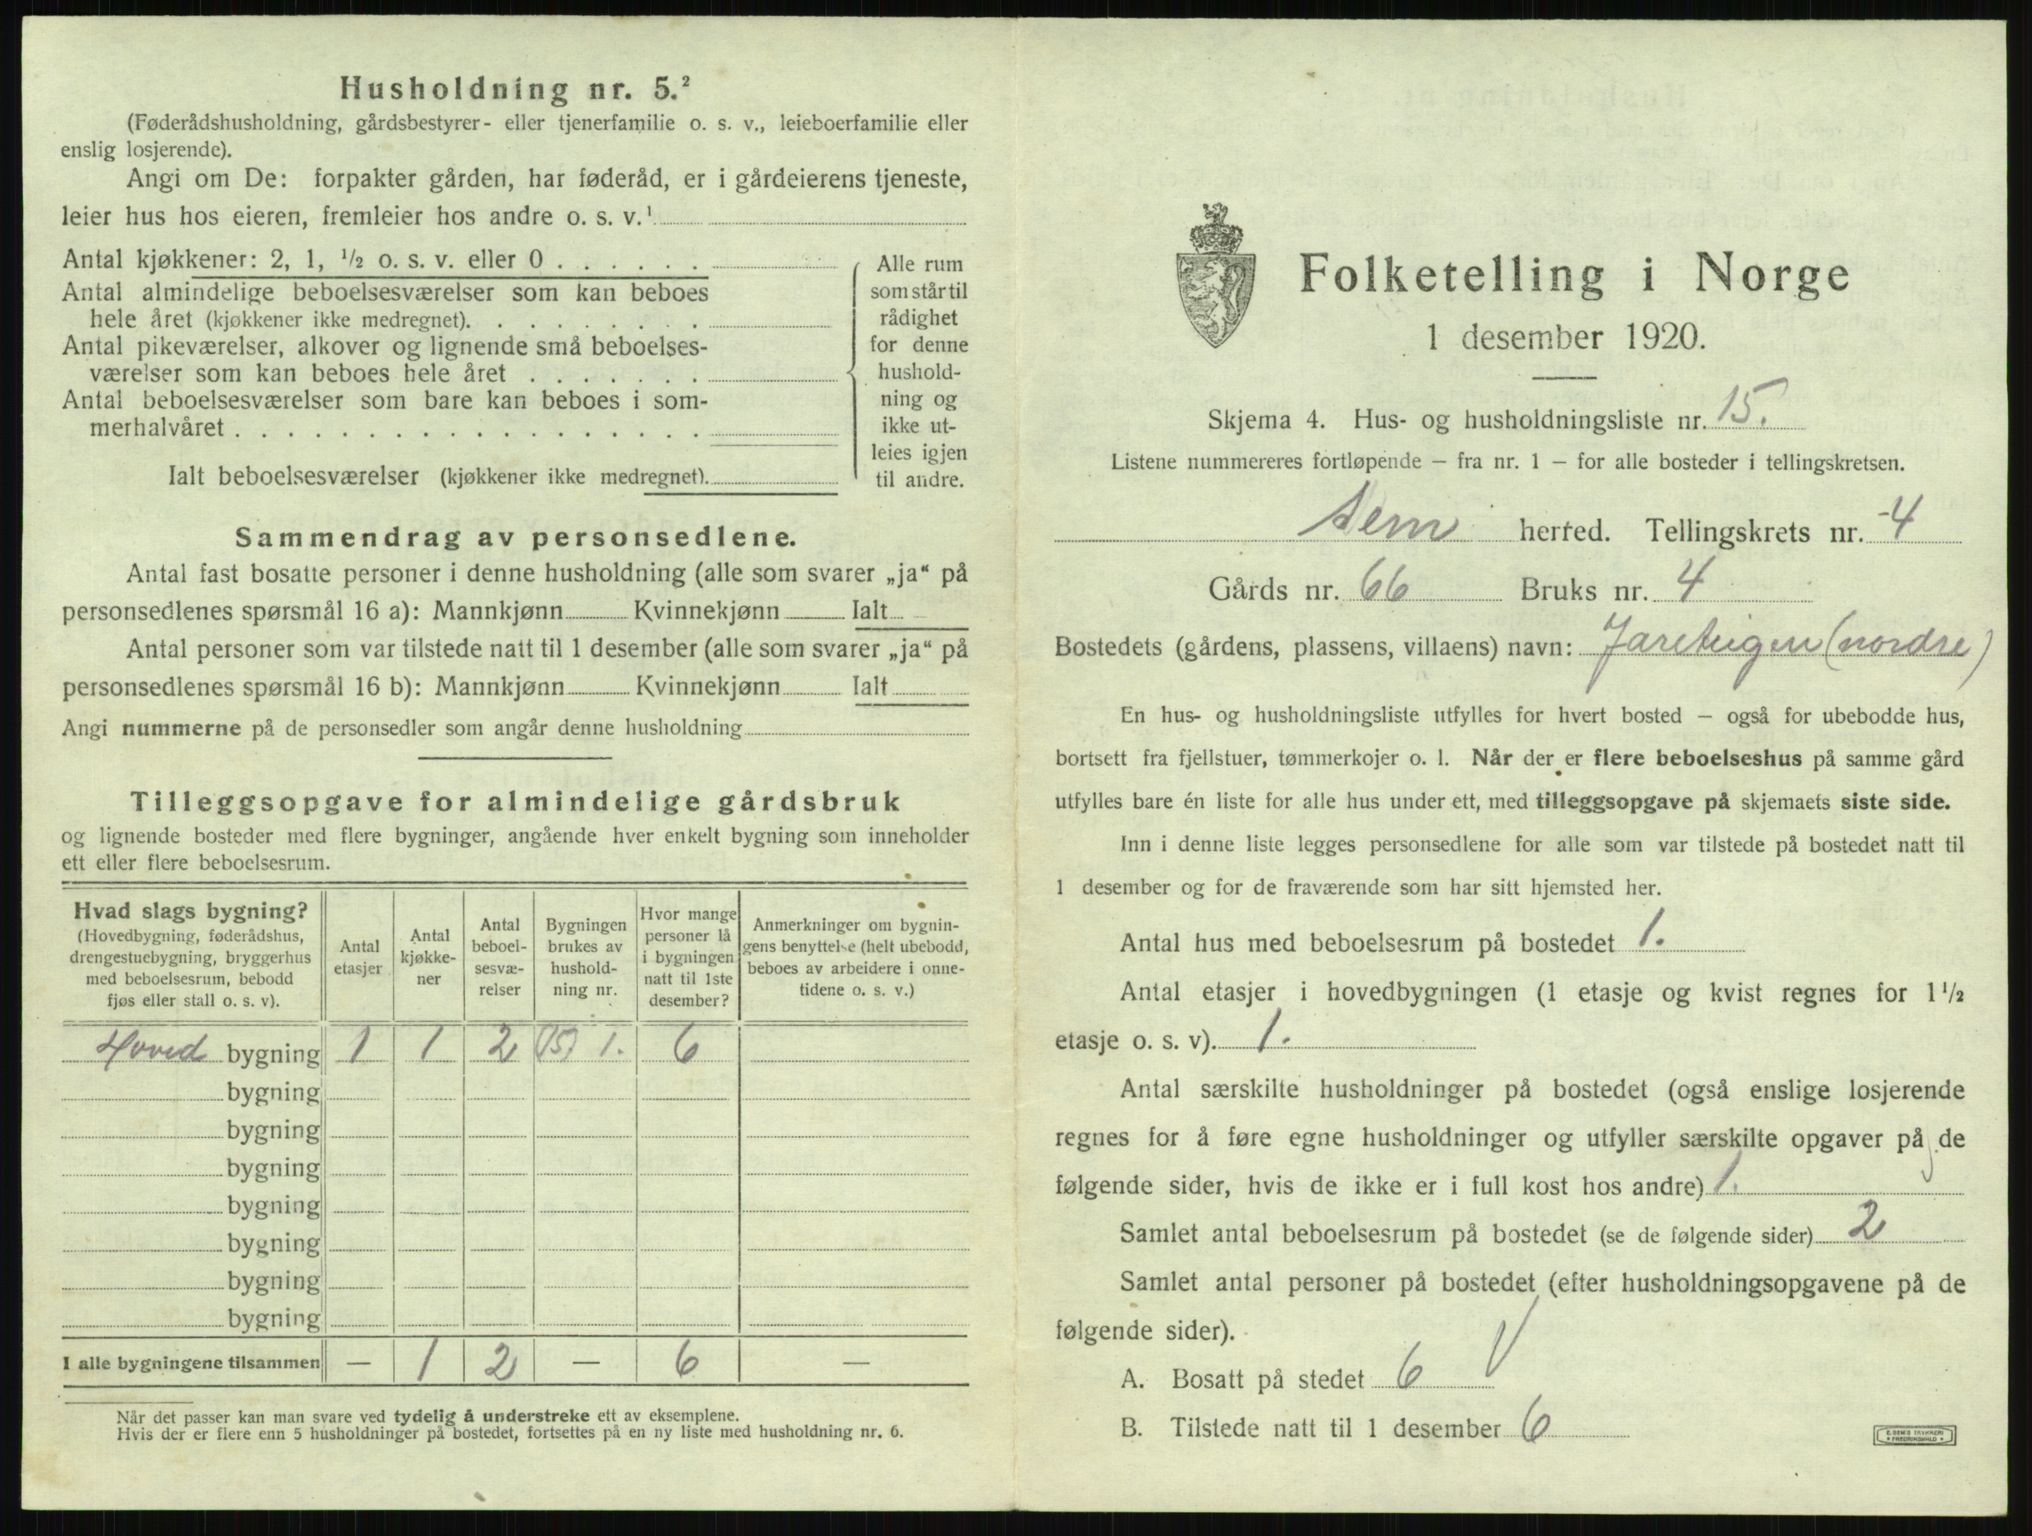 Husholdning nr. 5.²
(Føderådshusholdning, gårdsbestyrer- eller tjenerfamilie o. s. v., leieboerfamilie eller
enslig losjerende).
Angi om De: forpakter gården, har føderåd, er i gårdeierens tjeneste,
leier hus hos eieren, fremleier hos andre o. s. v.¹
Antal kjøkkener: 2, 1, ½ o. s. v. eller 0 . . . . . .
Antal almindelige beboelsesværelser som kan beboes
hele året (kjøkkener ikke medregnet). . . . . . . . .
Antal pikeværelser, alkover og lignende små beboelses-
værelser som kan beboes hele året . . . . . . .
Antal beboelsesværelser som bare kan beboes i som-
merhalvåret . . . . . . . . . . . . . . . . . .
Ialt beboelsesværelser (kjøkkener ikke medregnet).
Alle rum
som står til
rådighet
for denne
hushold-
ning og
ikke ut-
leies igjen
til andre.
Sammendrag av personsedlene.
Antal fast bosatte personer i denne husholdning (alle som svarer „ja“ på
personsedlenes spørsmål 16 a): Mannkjønn Kvinnekjønn Ialt
Antal personer som var tilstede natt til 1 desember (alle som svarer „ja“ på
personsedlenes spørsmål 16 b): Mannkjønn Kvinnekjønn Ialt
Angi nummerne på de personsedler som angår denne husholdning
Tilleggsopgave for almindelige gårdsbruk
og lignende bosteder med flere bygninger, angående hver enkelt bygning som inneholder
ett eller flere beboelsesrum.
Hvad slags bygning?
(Hovedbygning, føderådshus,
drengestuebygning, bryggerhus
med beboelsesrum, bebodd
fjøs eller stall o. s. v).
Antal
etasjer
Antal
kjøkke-
ner
Antal
beboel-
sesvæ-
relser
Bygningen
brukes av
hushold-
ning nr.
Hvor mange
personer lå
i bygningen
natt til 1ste
desember?
Anmerkninger om bygnin-
gens benyttelse (helt ubebodd,
beboes av arbeidere i onne-
tidene o. s. v.)
Hoved bygning 1 1 2 (15) 1. 6
bygning
bygning
bygning
bygning
bygning
bygning
bygning
I alle bygningene tilsammen — 1 2 — 6 —
Når det passer kan man svare ved tydelig å understreke ett av eksemplene.
Hvis der er flere enn 5 husholdninger på bostedet, fortsettes på en ny liste med husholdning nr. 6.
Folketelling i Norge
1 desember 1920.
Skjema 4. Hus- og husholdningsliste nr. 15.
Listene nummereres fortløpende – fra nr. 1 – for alle bosteder i tellingskretsen.
Sem herred. Tellingskrets nr. 4
Gårds nr. 66 Bruks nr. 4
Bostedets (gårdens, plassens, villaens) navn: Jareteigen (nordre)
En hus- og husholdningsliste utfylles for hvert bosted – også for ubebodde hus,
bortsett fra fjellstuer, tømmerkojer o. l. Når der er flere beboelseshus på samme gård
utfylles bare én liste for alle hus under ett, med tilleggsopgave på skjemaets siste side.
Inn i denne liste legges personsedlene for alle som var tilstede på bostedet natt til
1 desember og for de fraværende som har sitt hjemsted her.
Antal hus med beboelsesrum på bostedet 1.
Antal etasjer i hovedbygningen (1 etasje og kvist regnes for 1½
etasje o. s. v). 1.
Antal særskilte husholdninger på bostedet (også enslige losjerende
regnes for å føre egne husholdninger og utfyller særskilte opgaver på de
følgende sider, hvis de ikke er i full kost hos andre) 1.
Samlet antal beboelsesrum på bostedet (se de følgende sider) 2
Samlet antal personer på bostedet (efter husholdningsopgavene på de
følgende sider).
A. Bosatt på stedet 6
B. Tilstede natt til 1 desember 6